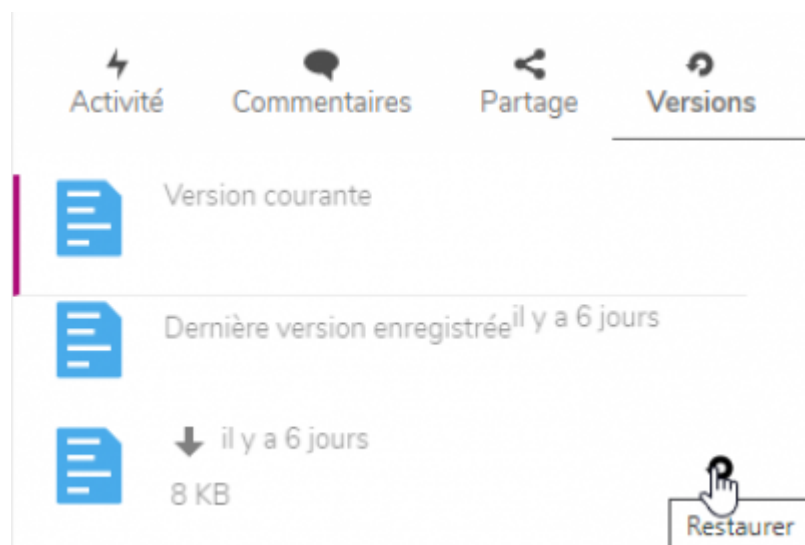 Activité Commentaires Partage Versions
Version courante
Dernière version enregistrée il y a 6 jours
il y a 6 jours
8 KB
Restaurer